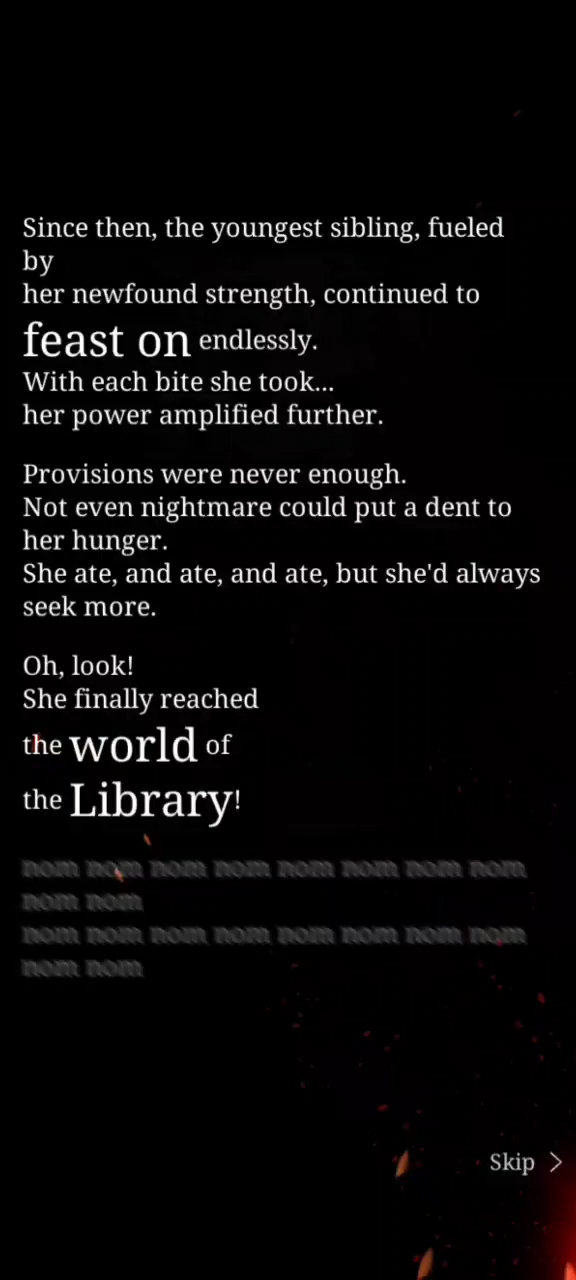 Since then, the youngest sibling, fueled
by
her newfound strength, continued to
feast on endlessly.
With each bite she took...
her power amplified further.
Provisions were never enough.
Not even nightmare could put a dent to
her hunger.
She ate, and ate, and ate, but she'd always
seek more.
Oh, look!
She finally reached
the world of
the Library!
nom nom nom nom nom nom nom nom
nom nom
nom nom nom nom nom nom nom nom
nom nom
Skip >